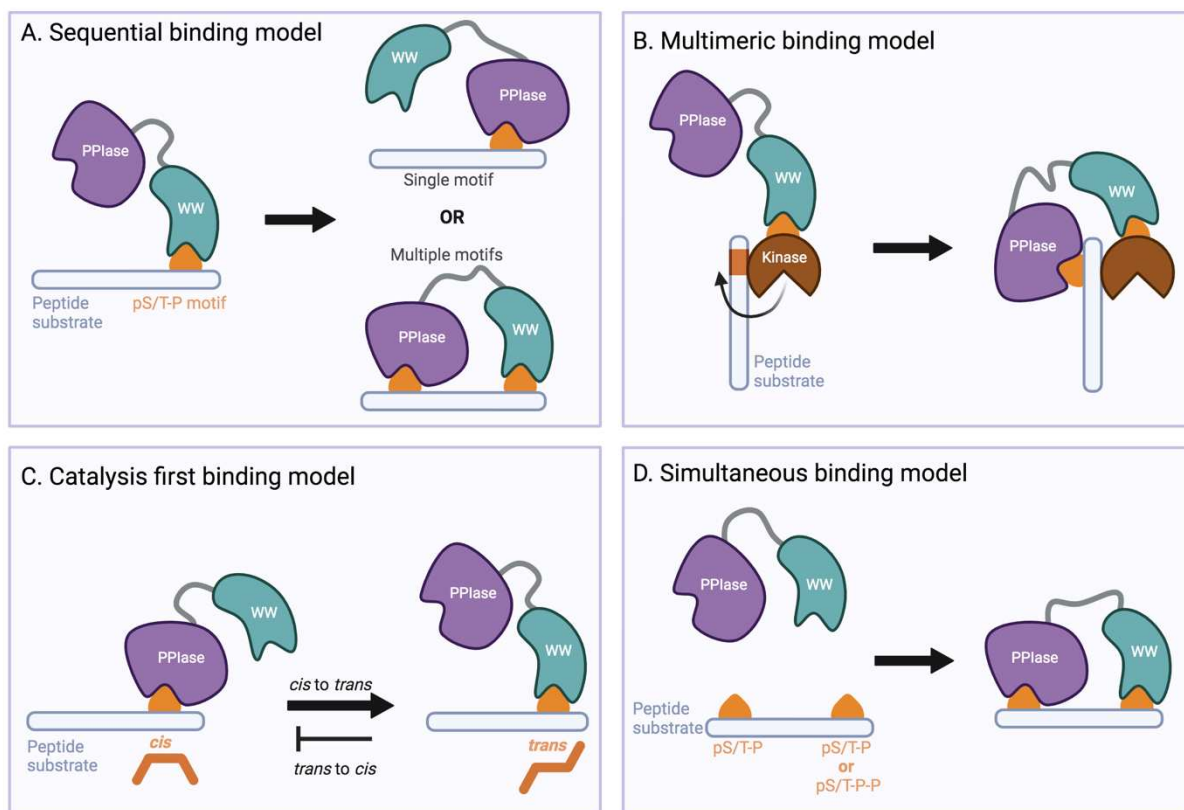 A. Sequential binding model
PPIase
WW
Peptide
substrate
pS/T-P motif
WW
PPIase
Single motif
OR
Multiple motifs
PPIase
WW
B. Multimeric binding model
PPIase
WW
Kinase
Peptide
substrate
PPIase
WW
C. Catalysis first binding model
PPIase
WW
Peptide
substrate
cis
cis to trans
trans to cis
PPIase
WW
trans
D. Simultaneous binding model
PPIase
WW
Peptide
substrate
pS/T-P
pS/T-P
or
pS/T-P-P
PPIase
WW